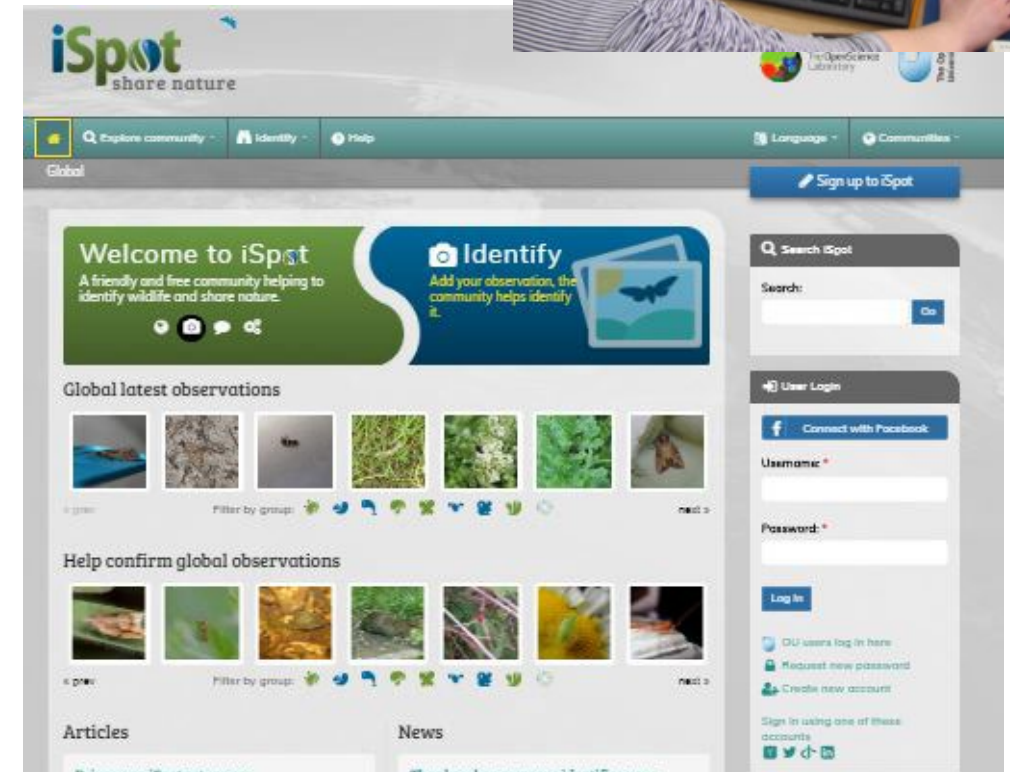 iSpot
share nature
The OpenScience
Laboratory
Explore community
Identify
Help
Language
Communities
Global
Sign up to iSpot
Welcome to iSpot
A friendly and free community helping to
identify wildlife and share nature.
Identify
Add your observation, the
community helps identify
it.
Search iSpot
Search:
Go
Global latest observations
« prev
Filter by group:
next »
User Login
Connect with Facebook
Username: *
Password: *
Log in
Help confirm global observations
« prev
Filter by group:
next »
OU users log in here
Request new password
Create new account
Sign in using one of these
accounts
Articles
News